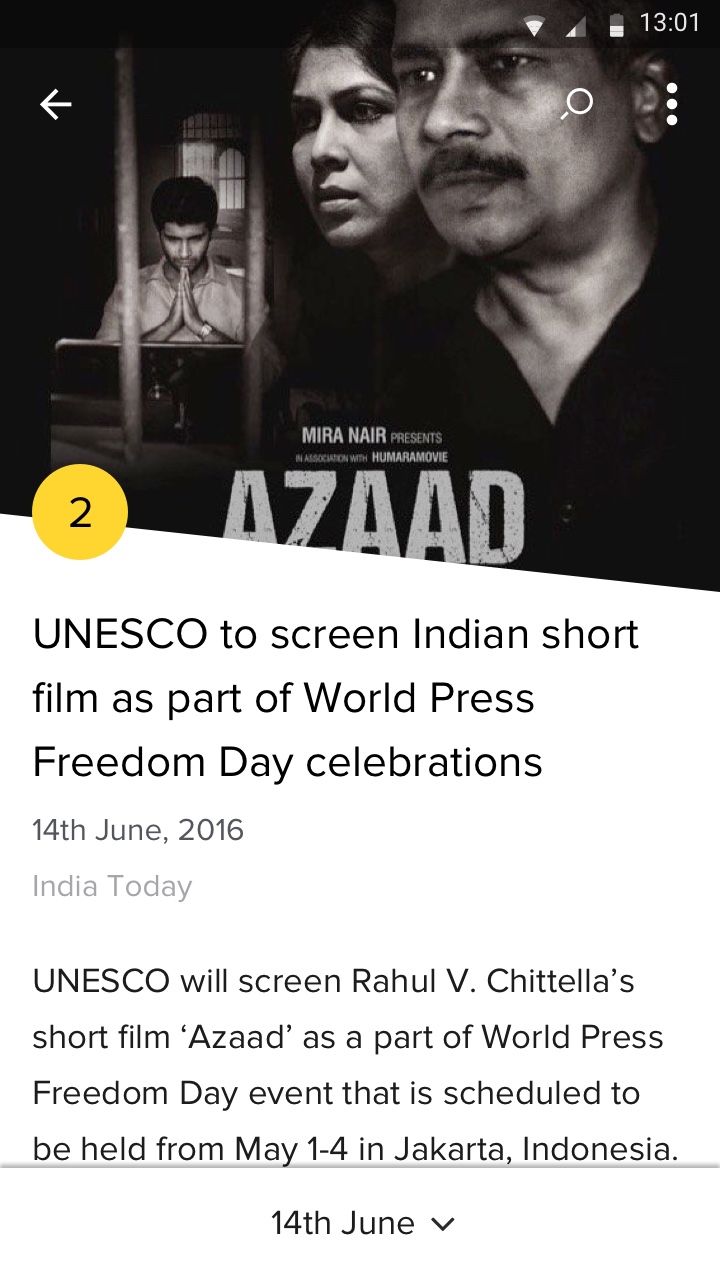 13:01
MIRA NAIR PRESENTS
IN ASSOCIATION WITH HUMARAMOVIE
AZAAD
2
UNESCO to screen Indian short
film as part of World Press
Freedom Day celebrations
14th June, 2016
India Today
UNESCO will screen Rahul V. Chittella’s
short film ‘Azaad’ as a part of World Press
Freedom Day event that is scheduled to
be held from May 1-4 in Jakarta, Indonesia.
14th June